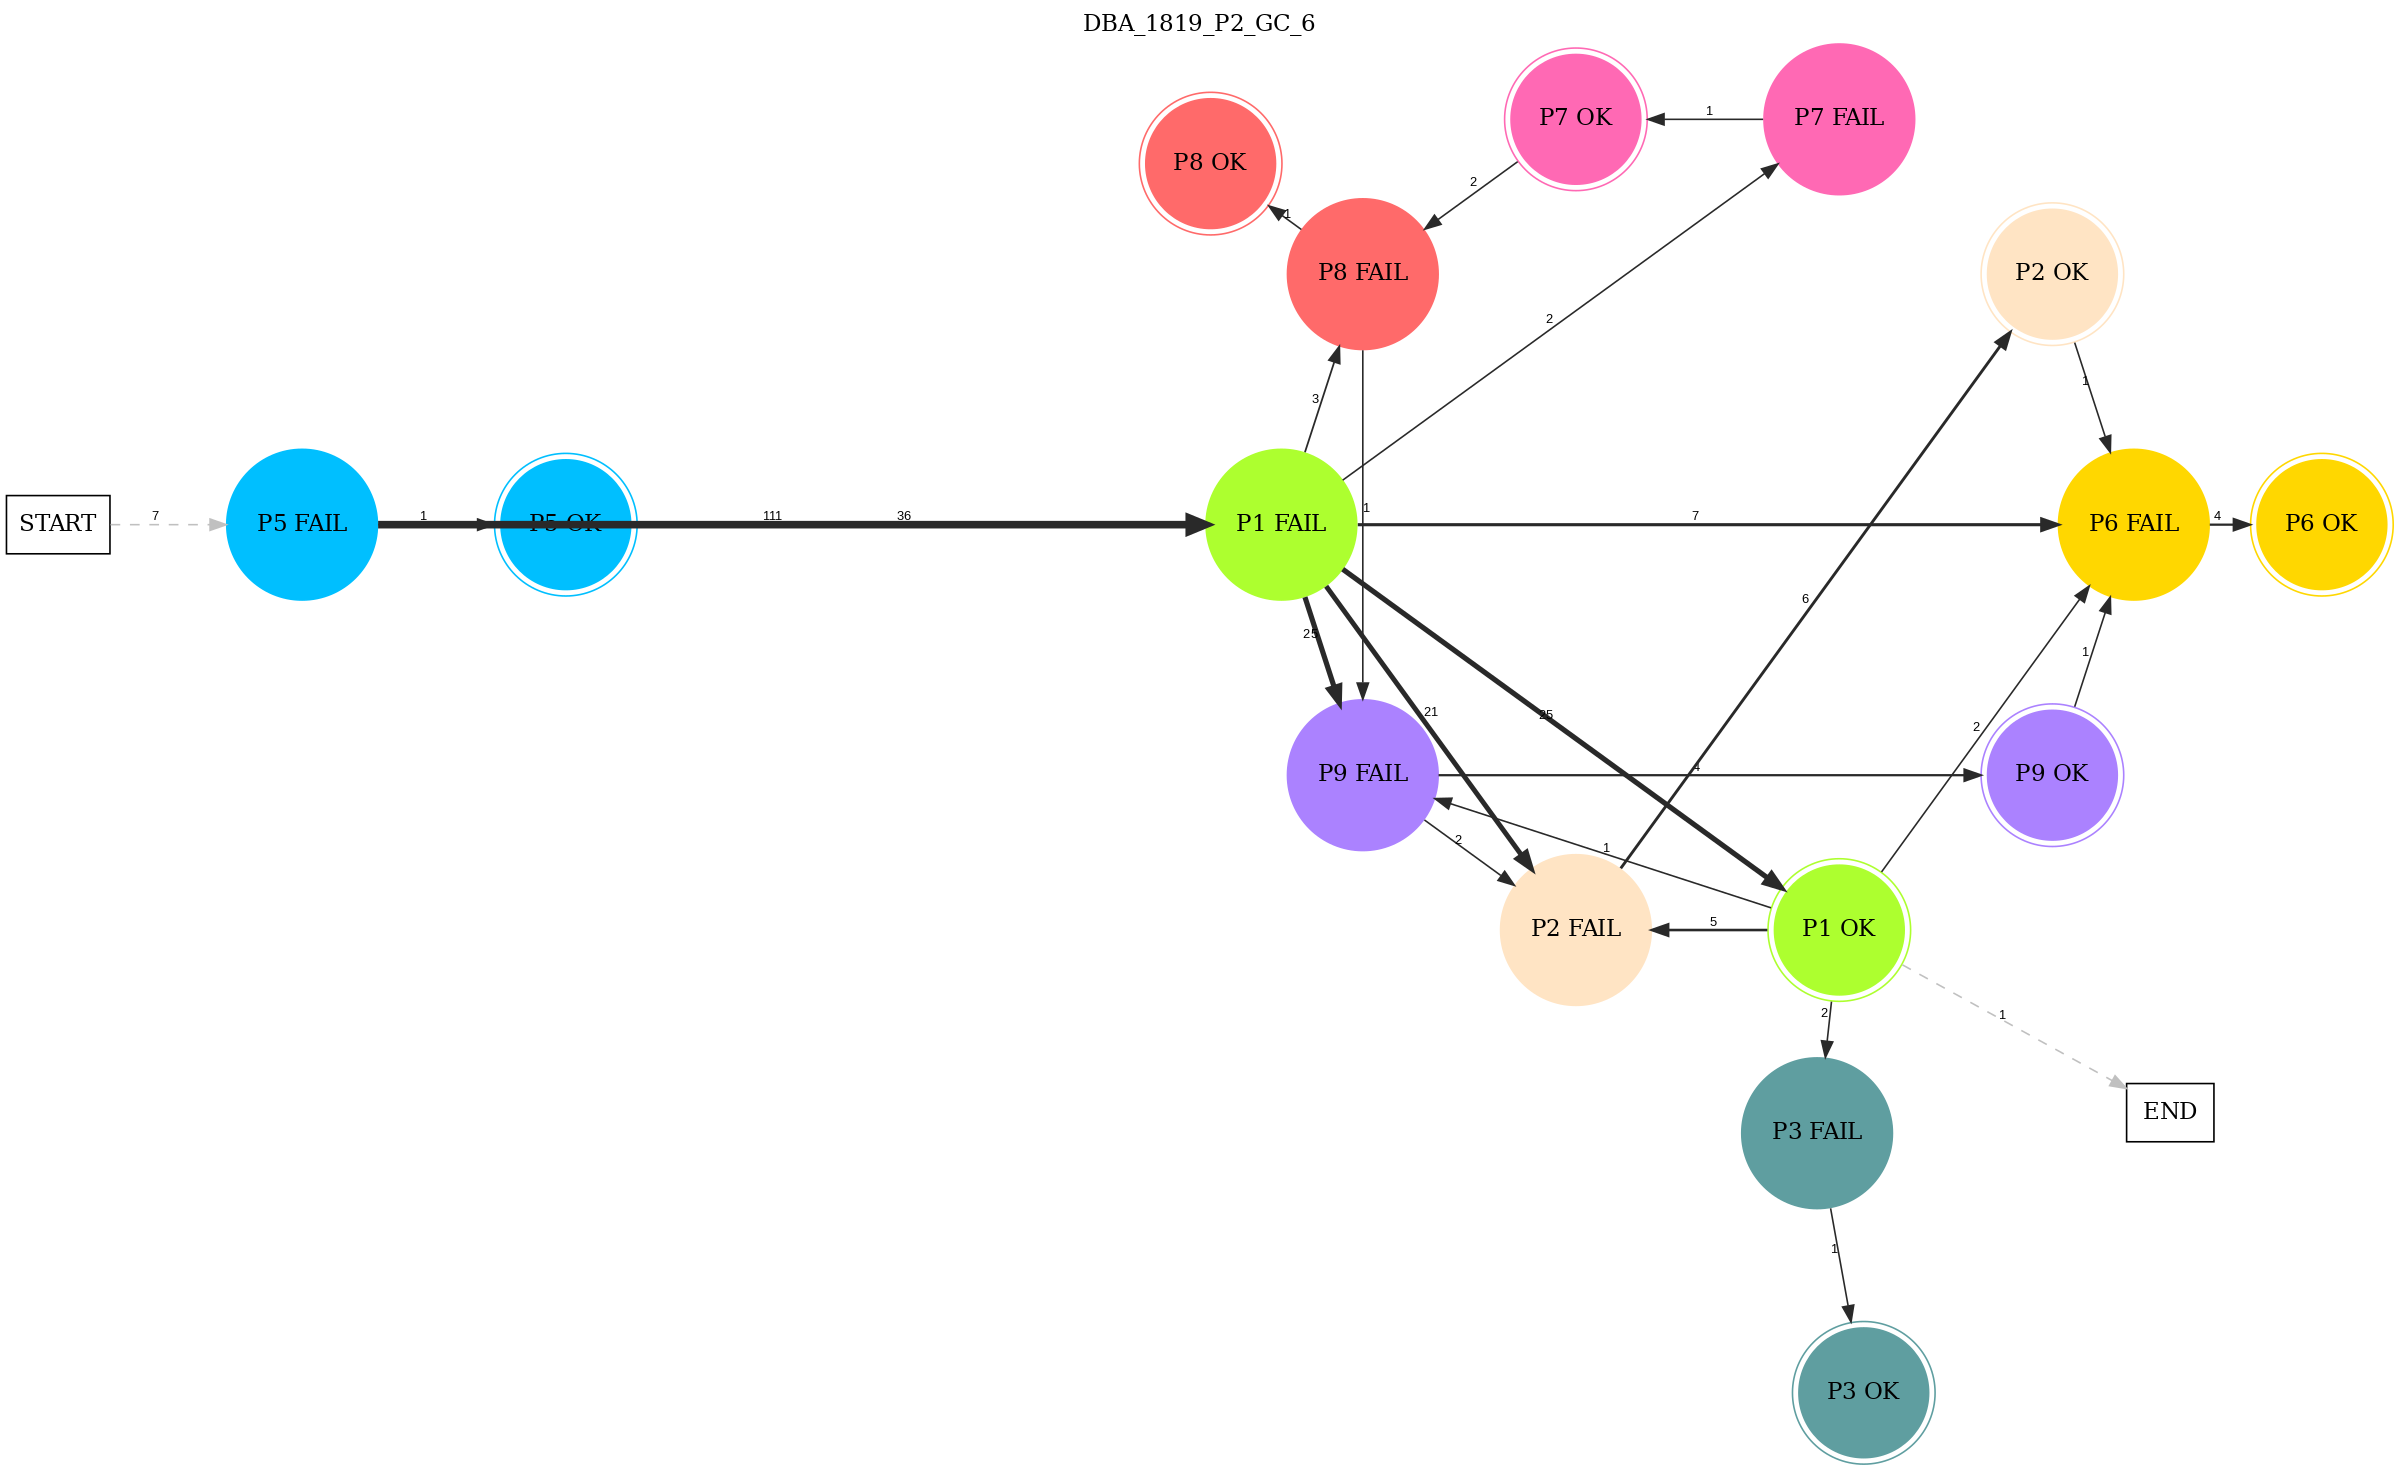 DBA_1819_P2_GC_6
P7 OK
1
P7 FAIL
P8 OK
2
1
P8 FAIL
P2 OK
2
3
1
START
7
P5 FAIL
1
P5 OK
111
36
P1 FAIL
1
7
P6 FAIL
4
P6 OK
6
25
1
21
25
2
P9 FAIL
4
P9 OK
2
1
5
P2 FAIL
P1 OK
2
1
P3 FAIL
END
1
P3 OK